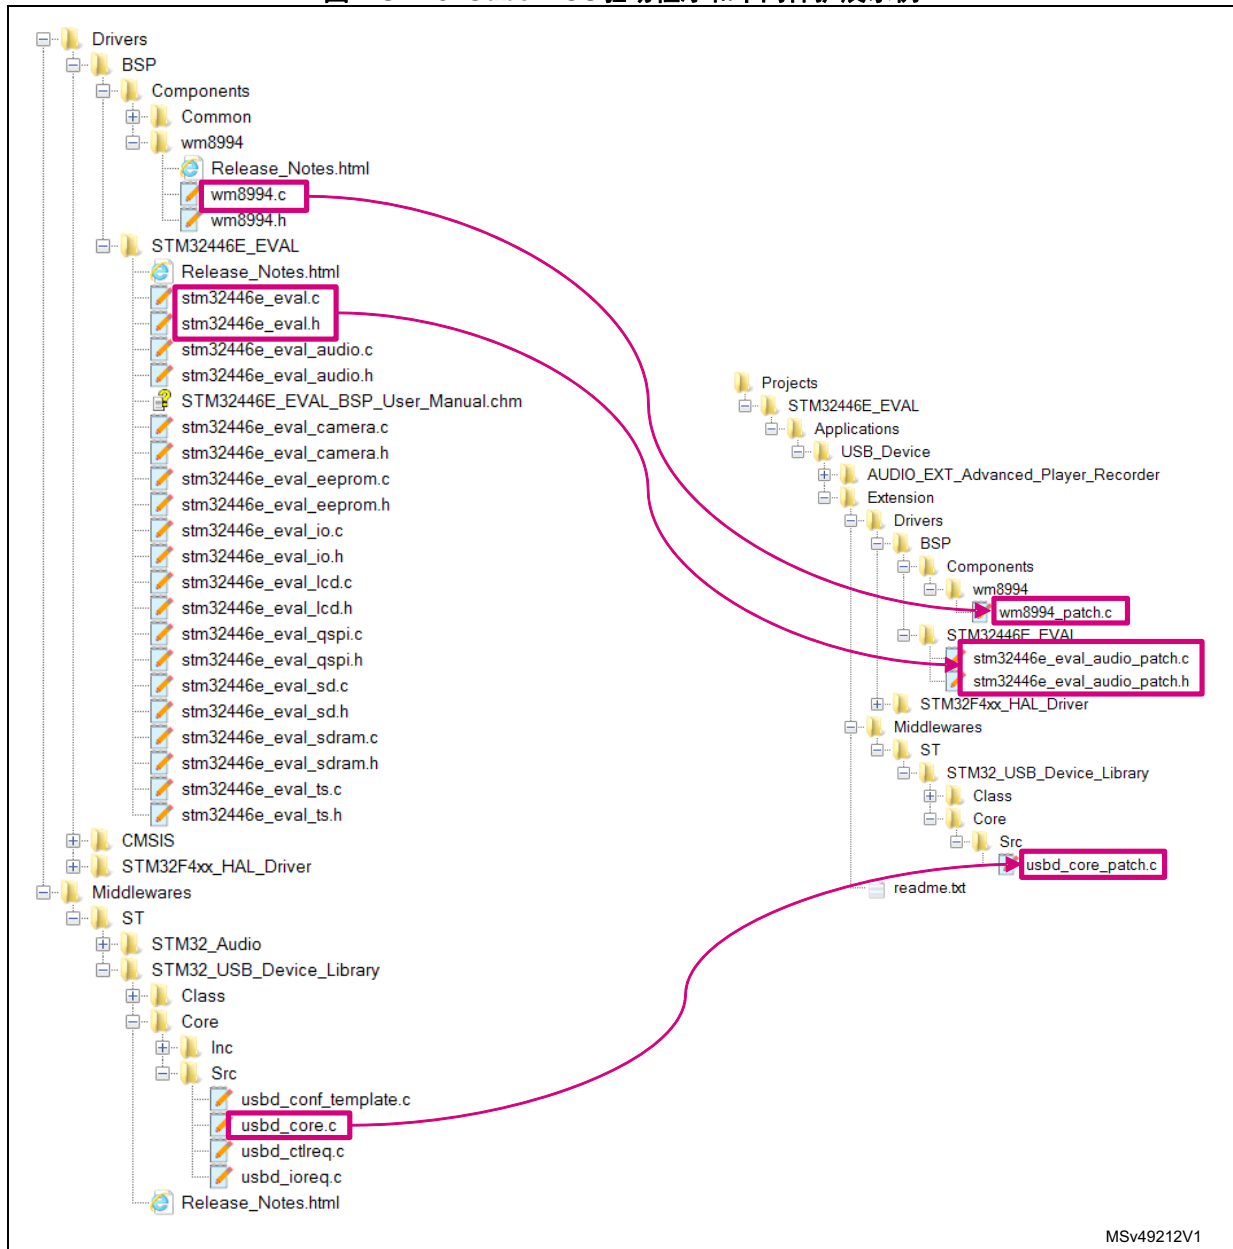 Drivers
BSP
Components
Common
wm8994
Release_Notes.html
wm8994.c
wm8994.h
STM32446E_EVAL
Release_Notes.html
stm32446e_eval.c
stm32446e_eval.h
stm32446e_eval_audio.c
stm32446e_eval_audio.h
STM32446E_EVAL_BSP_User_Manual.chm
stm32446e_eval_camera.c
stm32446e_eval_camera.h
stm32446e_eval_eeprom.c
stm32446e_eval_eeprom.h
stm32446e_eval_io.c
stm32446e_eval_io.h
stm32446e_eval_lcd.c
stm32446e_eval_lcd.h
stm32446e_eval_qspi.c
stm32446e_eval_qspi.h
stm32446e_eval_sd.c
stm32446e_eval_sd.h
stm32446e_eval_sdram.c
stm32446e_eval_sdram.h
stm32446e_eval_ts.c
stm32446e_eval_ts.h
CMSIS
STM32F4xx_HAL_Driver
Middlewares
ST
STM32_Audio
STM32_USB_Device_Library
Class
Core
Inc
Src
usbd_conf_template.c
usbd_core.c
usbd_ctlreq.c
usbd_ioreq.c
Release_Notes.html
Projects
STM32446E_EVAL
Applications
USB_Device
AUDIO_EXT_Advanced_Player_Recorder
Extension
Drivers
BSP
Components
wm8994
wm8994_patch.c
STM32446E_EVAL
stm32446e_eval_audio_patch.c
stm32446e_eval_audio_patch.h
STM32F4xx_HAL_Driver
Middlewares
ST
STM32_USB_Device_Library
Class
Core
Src
usbd_core_patch.c
readme.txt
MSv49212V1